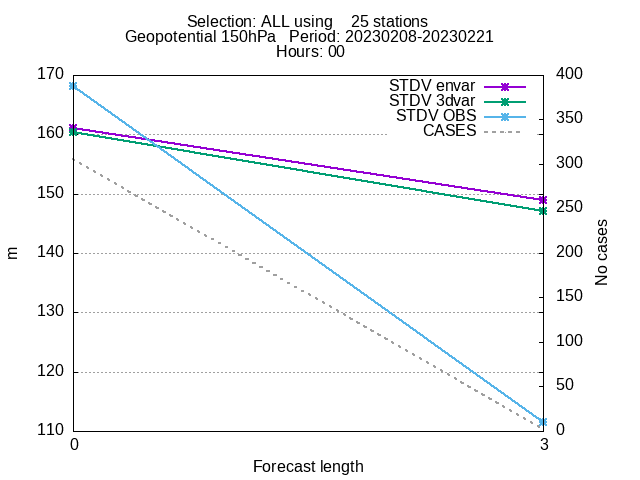 Selection: ALL using    25 stations
Geopotential 150hPa   Period: 20230208-20230221
Hours: 00
170
160
150
140
130
120
110
400
350
300
250
200
150
100
50
0
STDV envar
STDV 3dvar
STDV OBS
CASES
m
No cases
0
3
Forecast length